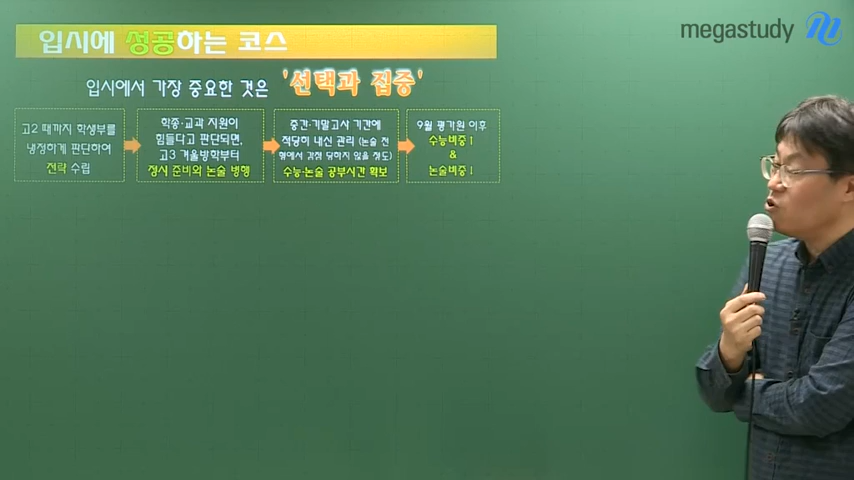 megastudy
입시에 성공하는 코스
입시에서 가장 중요한 것은 '선택과 집중'
고2 때까지 학생부를
냉정하게 판단하여
전략 수립
학종·교과 지원이
힘들다고 판단되면,
고3 겨울방학부터
정시 준비와 논술 병행
중간·기말고사 기간에
적당히 내신 관리 (논술 전
형에서 감점 당하지 않을 정도)
수능·논술 공부시간 확보
9월 평가원 이후
수능비중↑
&
논술비중↓